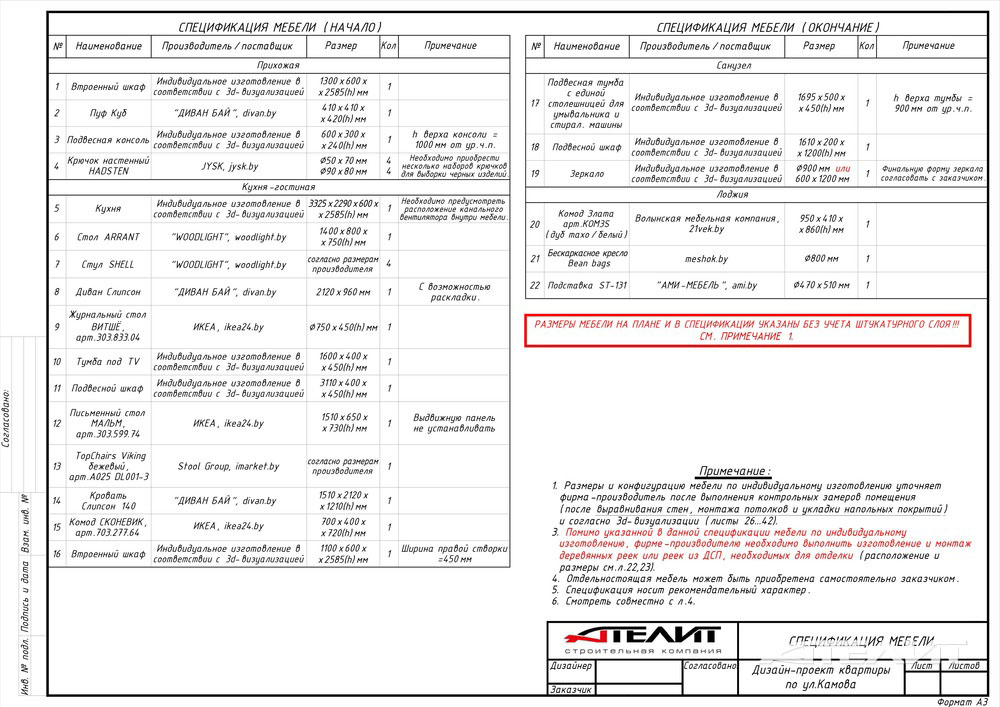 СПЕЦИФИКАЦИЯ МЕБЕЛИ (НАЧАЛО)
№ Наименование Производитель / поставщик Размер Кол Примечание
Прихожая
1 Втроенный шкаф Индивидуальное изготовление в соответствии с 3d-визуализацией 1300 x 600 x x 2585(h) мм 1
2 Пуф Куб "ДИВАН БАЙ", divan.by 410 x 410 x x 420(h) мм 1
3 Подвесная консоль Индивидуальное изготовление в соответствии с 3d-визуализацией 600 x 300 x x 240(h) мм 1 h верха консоли = 1000 мм от ур.ч.п.
4 Крючок настенный HADSTEN JYSK, jysk.by Ф50 x 70 мм Ф90 x 80 мм 4 4 Необходимо приобрести несколько наборов крючков для выборки черных изделий.
Кухня-гостиная
5 Кухня Индивидуальное изготовление в соответствии с 3d-визуализацией 3325 x 2290 x 600 x x 2585(h) мм 1 Необходимо предусмотреть расположение канального вентилятора внутри мебели.
6 Стол ARRANT "WOODLIGHT", woodlight.by 1400 x 800 x x 750(h) мм 1
7 Стул SHELL "WOODLIGHT", woodlight.by согласно размерам производителя 4
8 Диван Слипсон "ДИВАН БАЙ", divan.by 2120 x 960 мм 1 С возможностью раскладки.
9 Журнальный стол ВИТШЁ, арт.303.833.04 ИКЕА, ikea24.by Ф750 x 450(h) мм 1
10 Тумба под TV Индивидуальное изготовление в соответствии с 3d-визуализацией 1600 x 400 x x 450(h) мм 1
11 Подвесной шкаф Индивидуальное изготовление в соответствии с 3d-визуализацией 3110 x 400 x x 450(h) мм 1
12 Письменный стол МАЛЬМ, арт.303.599.74 ИКЕА, ikea24.by 1510 x 650 x x 730(h) мм 1 Выдвижную панель не устанавливать
13 TopChairs Viking бежевый, арт.A025 DL001-3 Stool Group, imarket.by согласно размерам производителя 1
14 Кровать Слипсон 140 "ДИВАН БАЙ", divan.by 1510 x 2120 x x 1210(h) мм 1
15 Комод СКОНЕВИК, арт.703.277.64 ИКЕА, ikea24.by 700 x 400 x x 720(h) мм 1
16 Втроенный шкаф Индивидуальное изготовление в соответствии с 3d-визуализацией 1100 x 600 x x 2585(h) мм 1 Ширина правой створки =450 мм
СПЕЦИФИКАЦИЯ МЕБЕЛИ (ОКОНЧАНИЕ)
№ Наименование Производитель / поставщик Размер Кол Примечание
Санузел
17 Подвесная тумба с единой столешницей для умывальника и стирал. машины Индивидуальное изготовление в соответствии с 3d-визуализацией 1695 x 500 x x 450(h) мм 1 h верха тумбы = 900 мм от ур.ч.п.
18 Подвесной шкаф Индивидуальное изготовление в соответствии с 3d-визуализацией 1610 x 200 x x 1200(h) мм 1
19 Зеркало Индивидуальное изготовление в соответствии с 3d-визуализацией Ф900 мм или 600 x 1200 мм 1 Финальную форму зеркала согласовать с заказчиком.
Лоджия
20 Комод Злата арт.КОМ3S (дуб тахо / белый) Волынская мебельная компания, 21vek.by 950 x 410 x x 860(h) мм 1
21 Бескаркасное кресло Bean bags meshok.by Ф800 мм 1
22 Подставка ST-131 "АМИ-МЕБЕЛЬ", ami.by Ф470 x 510 мм 1
РАЗМЕРЫ МЕБЕЛИ НА ПЛАНЕ И В СПЕЦИФИКАЦИИ УКАЗАНЫ БЕЗ УЧЕТА ШТУКАТУРНОГО СЛОЯ!!!
СМ. ПРИМЕЧАНИЕ 1.
Примечание:
1. Размеры и конфигурацию мебели по индивидуальному изготовлению уточняет
фирма-производитель после выполнения контрольных замеров помещения
(после выравнивания стен, монтажа потолков и укладки напольных покрытий)
и согласно 3d-визуализации (листы 26...42).
3. Помимо указанной в данной спецификации мебели по индивидуальному
изготовлению, фирме-производителю необходимо выполнить изготовление и монтаж
деревянных реек или реек из ДСП, необходимых для отделки (расположение и
размеры см.л.22,23).
4. Отдельностоящая мебель может быть приобретена самостоятельно заказчиком.
5. Спецификация носит рекомендательный характер.
6. Смотреть совместно с л.4.
АТЕЛИТ
строительная компания
СПЕЦИФИКАЦИЯ МЕБЕЛИ
АТЕЛИТ
Дизайнер Согласовано
Заказчик
Дизайн-проект квартиры
по ул.Камова
Лист Листов
Формат А3
Согласовано:
Взам. инв. №
Подпись и дата
Инв. № подл.